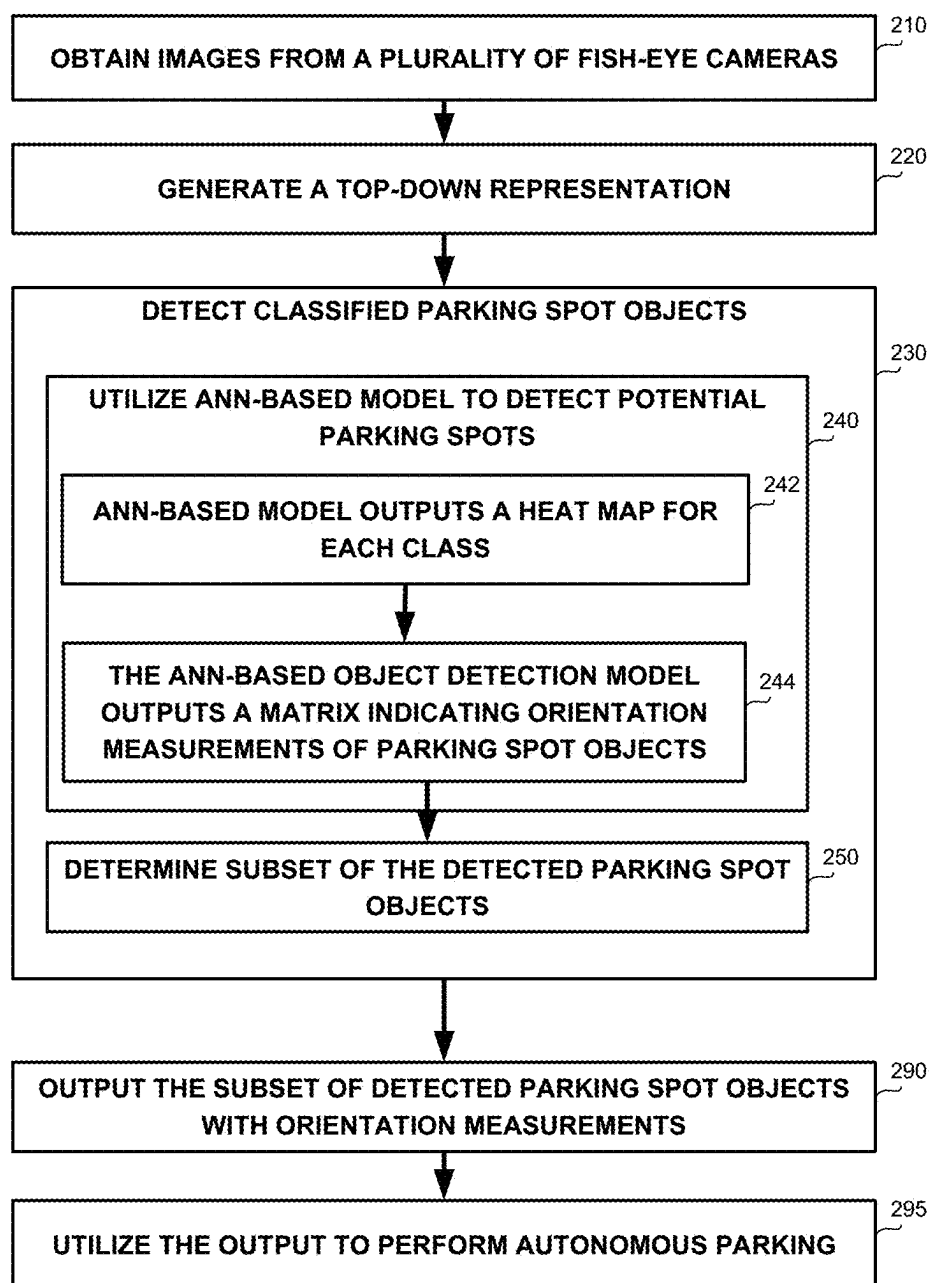 210
OBTAIN IMAGES FROM A PLURALITY OF FISH-EYE CAMERAS
220
GENERATE A TOP-DOWN REPRESENTATION
DETECT CLASSIFIED PARKING SPOT OBJECTS
230
UTILIZE ANN-BASED MODEL TO DETECT POTENTIAL
PARKING SPOTS
240
242
ANN-BASED MODEL OUTPUTS A HEAT MAP FOR
EACH CLASS
THE ANN-BASED OBJECT DETECTION MODEL
OUTPUTS A MATRIX INDICATING ORIENTATION
MEASUREMENTS OF PARKING SPOT OBJECTS
244
250
DETERMINE SUBSET OF THE DETECTED PARKING SPOT
OBJECTS
290
OUTPUT THE SUBSET OF DETECTED PARKING SPOT OBJECTS
WITH ORIENTATION MEASUREMENTS
295
UTILIZE THE OUTPUT TO PERFORM AUTONOMOUS PARKING